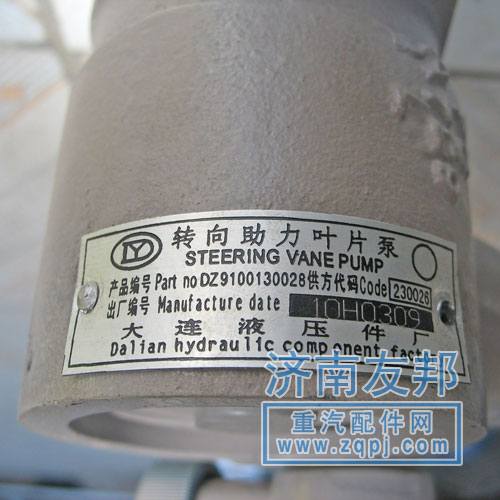 DY
转向助力叶片泵
STEERING VANE PUMP
产品编号 Part no DZ9100130028 供方代码 Code 230026
出厂编号 Manufacture date 10H0309
大连液压件厂
Dalian hydraulic component factory
济南友邦
重汽配件网
www.zqpj.com